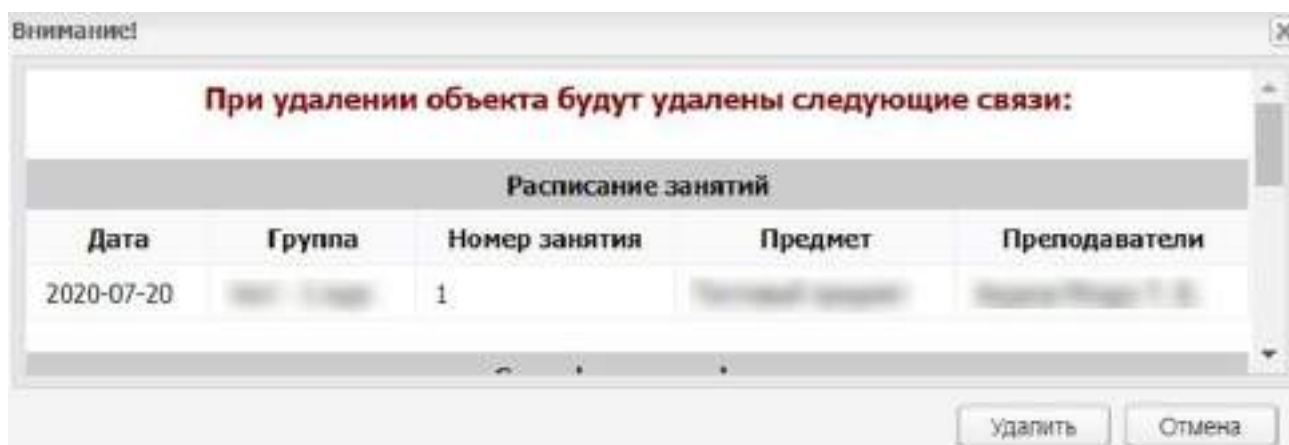 Внимание!
При удалении объекта будут удалены следующие связи:
Расписание занятий
Дата Группа Номер занятия Предмет Преподаватели
2020-07-20 1
Удалить Отмена